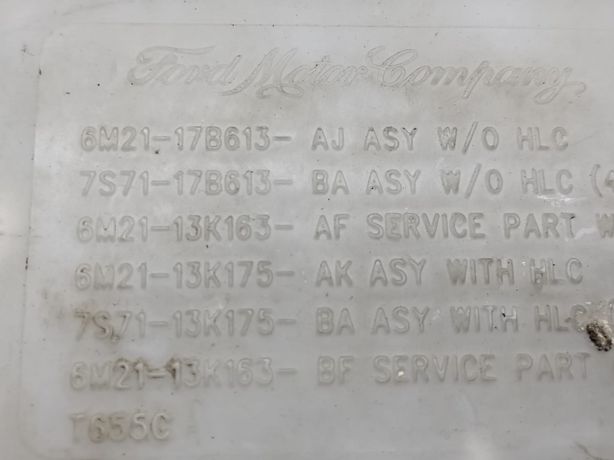 Ford Motor Company
6M21-17B613- AJ ASY W/O HLC
7S71-17B613- BA ASY W/O HLC
6M21-13K163- AF SERVICE PART
6M21-13K175- AK ASY WITH HLC
7S71-13K175- BA ASY WITH HLC
6M21-13K163- BF SERVICE PART
T655C